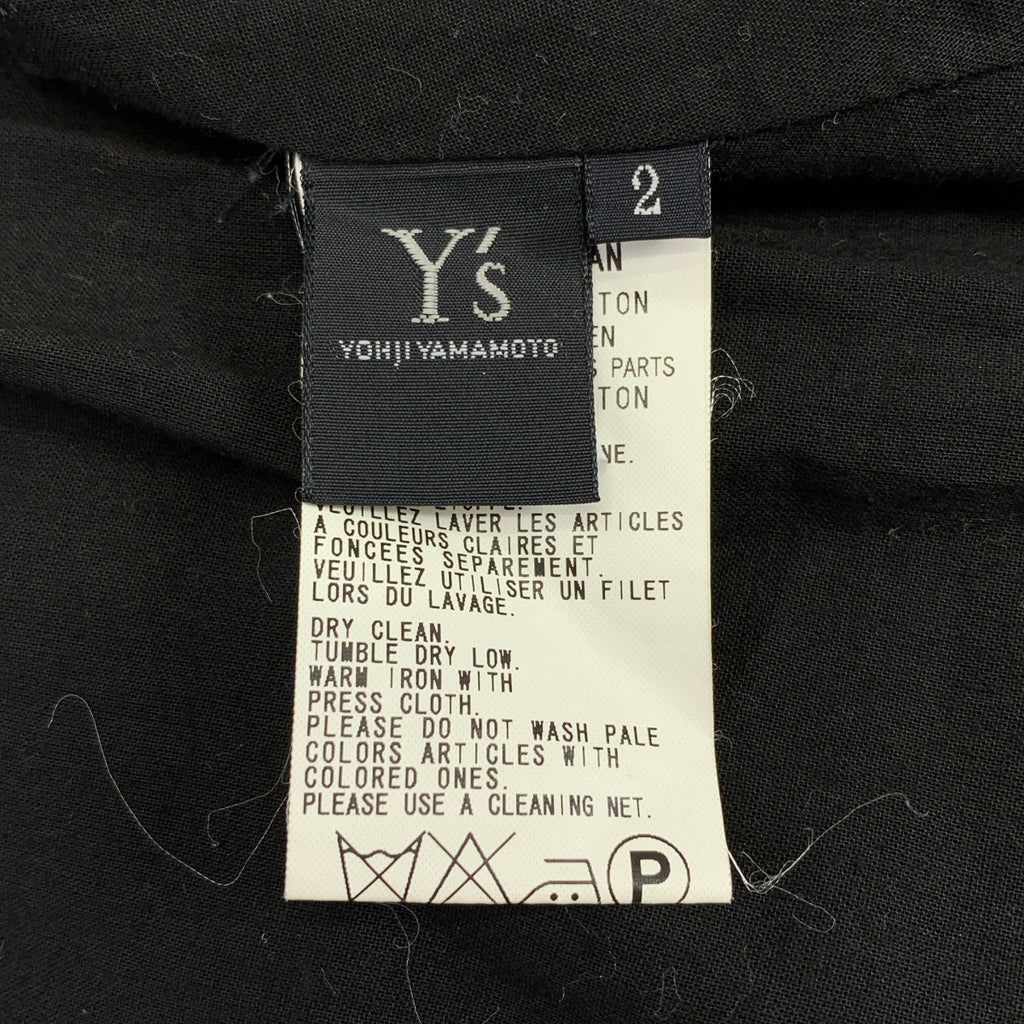 Y's
YOHJI YAMAMOTO
2
AN
TON
EN
S PARTS
TON
NE.
VEUILLEZ LAVER LES ARTICLES
A COULEURS CLAIRES ET
FONCEES SEPAREMENT.
VEUILLEZ UTILISER UN FILET
LORS DU LAVAGE.
DRY CLEAN.
TUMBLE DRY LOW.
WARM IRON WITH
PRESS CLOTH.
PLEASE DO NOT WASH PALE
COLORS ARTICLES WITH
COLORED ONES.
PLEASE USE A CLEANING NET.
P